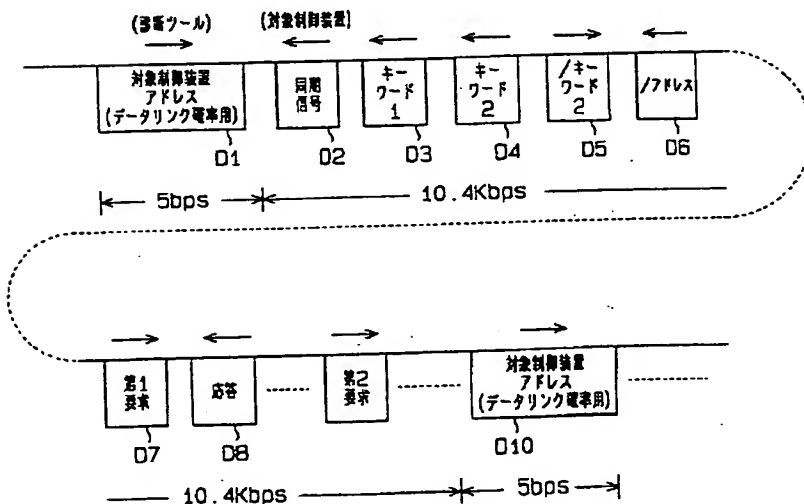 (診断ツール)
(対象制御装置)
対象制御装置
アドレス
(データリンク確率用)
同期
信号
キー
ワード
1
キー
ワード
2
/キー
ワード
2
/アドレス
D1
D2
D3
D4
D5
D6
5bps
10.4Kbps
第1
要求
応答
第2
要求
対象制御装置
アドレス
(データリンク確率用)
D7
D8
D10
10.4Kbps
5bps